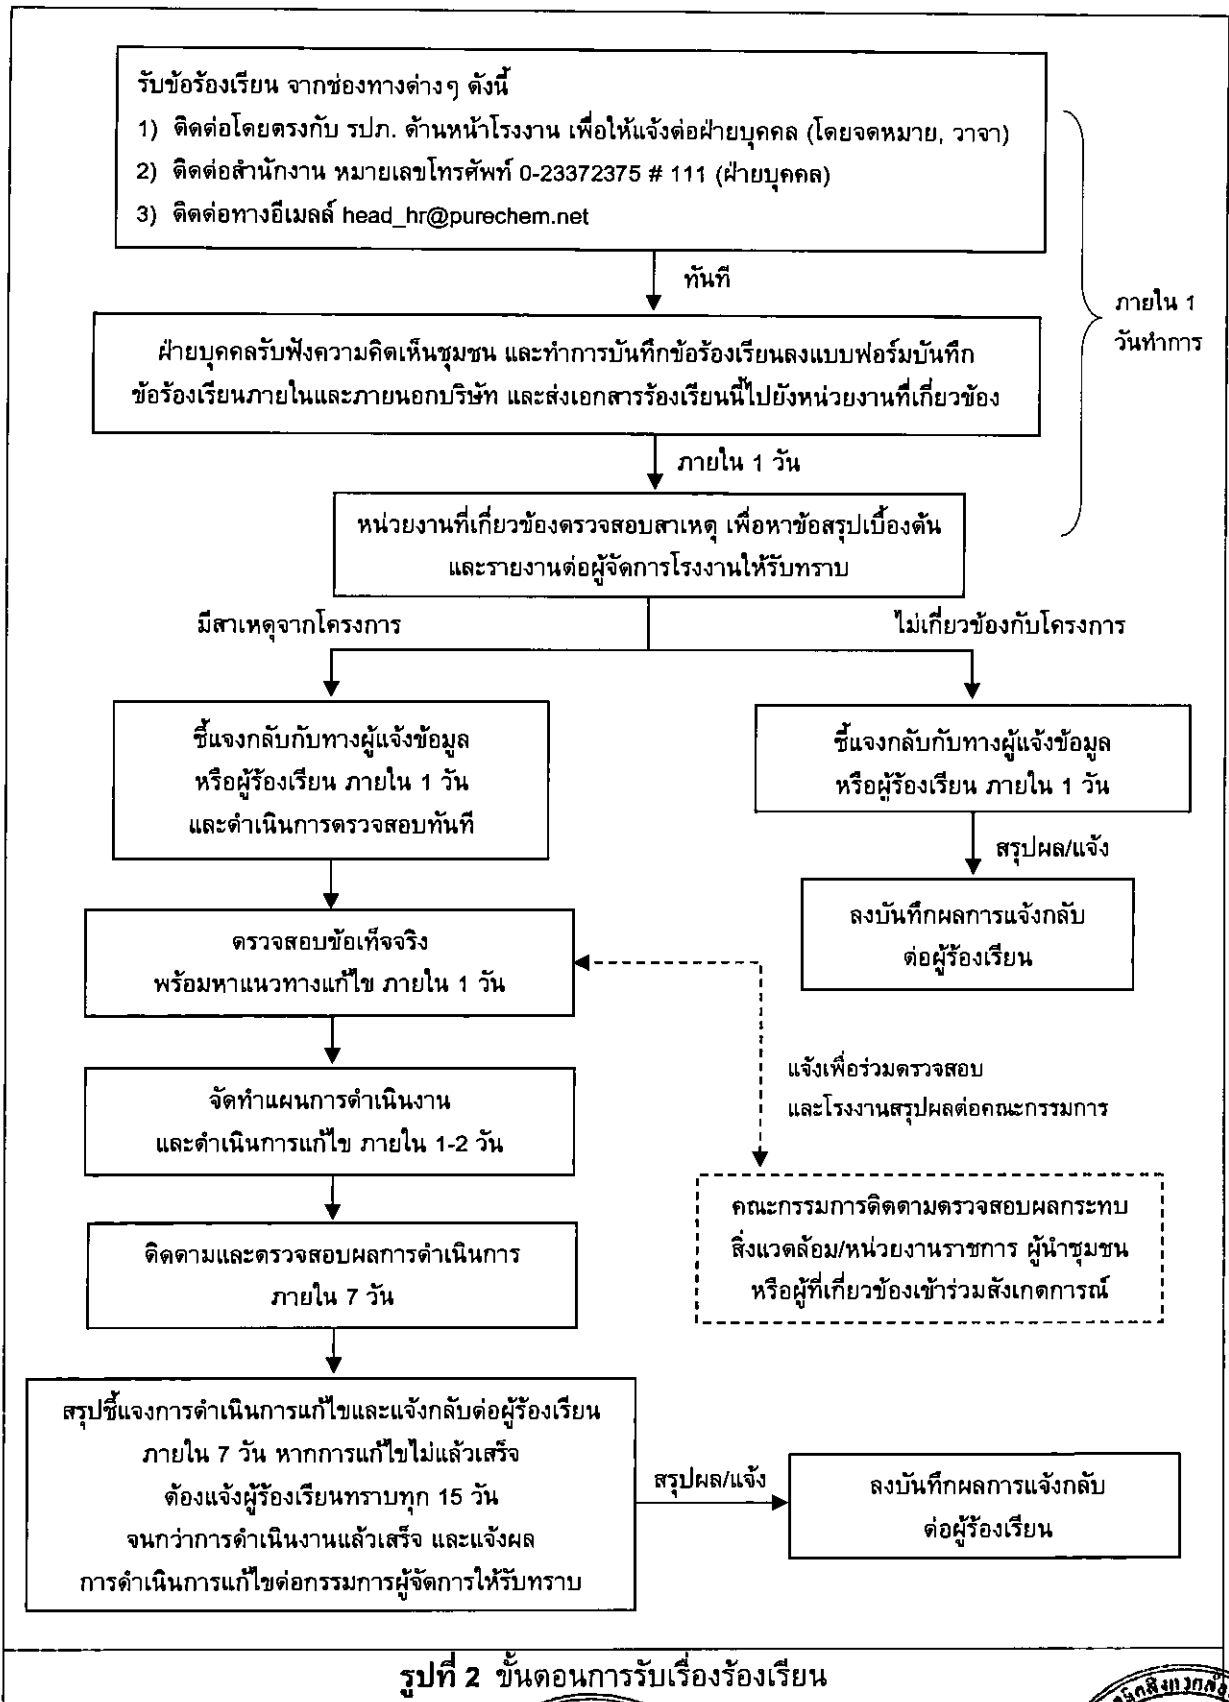 รับข้อร้องเรียน จากช่องทางต่างๆ ดังนี้
1) ติดต่อโดยตรงกับ รปภ. ด้านหน้าโรงงาน เพื่อให้แจ้งต่อฝ่ายบุคคล (โดยจดหมาย, วาจา)
2) ติดต่อสำนักงาน หมายเลขโทรศัพท์ 0-23372375 # 111 (ฝ่ายบุคคล)
3) ติดต่อทางอีเมลล์ head_hr@purechem.net
ทันที
ภายใน 1
วันทำการ
ฝ่ายบุคคลรับฟังความคิดเห็นชุมชน และทำการบันทึกข้อร้องเรียนลงแบบฟอร์มบันทึก
ข้อร้องเรียนภายในและภายนอกบริษัท และส่งเอกสารร้องเรียนนี้ไปยังหน่วยงานที่เกี่ยวข้อง
ภายใน 1 วัน
หน่วยงานที่เกี่ยวข้องตรวจสอบสาเหตุ เพื่อหาข้อสรุปเบื้องต้น
และรายงานต่อผู้จัดการโรงงานให้รับทราบ
มีสาเหตุจากโครงการ
ไม่เกี่ยวข้องกับโครงการ
ชี้แจงกลับกับทางผู้แจ้งข้อมูล
หรือผู้ร้องเรียน ภายใน 1 วัน
และดำเนินการตรวจสอบทันที
ชี้แจงกลับกับทางผู้แจ้งข้อมูล
หรือผู้ร้องเรียน ภายใน 1 วัน
สรุปผล/แจ้ง
ลงบันทึกผลการแจ้งกลับ
ต่อผู้ร้องเรียน
ตรวจสอบข้อเท็จจริง
พร้อมหาแนวทางแก้ไข ภายใน 1 วัน
แจ้งเพื่อร่วมตรวจสอบ
และโรงงานสรุปผลต่อคณะกรรมการ
จัดทำแผนการดำเนินงาน
และดำเนินการแก้ไข ภายใน 1-2 วัน
คณะกรรมการติดตามตรวจสอบผลกระทบ
สิ่งแวดล้อม/หน่วยงานราชการ ผู้นำชุมชน
หรือผู้ที่เกี่ยวข้องเข้าร่วมสังเกตการณ์
ติดตามและตรวจสอบผลการดำเนินการ
ภายใน 7 วัน
สรุปชี้แจงการดำเนินการแก้ไขและแจ้งกลับต่อผู้ร้องเรียน
ภายใน 7 วัน หากการแก้ไขไม่แล้วเสร็จ
ต้องแจ้งผู้ร้องเรียนทราบทุก 15 วัน
จนกว่าการดำเนินงานแล้วเสร็จ และแจ้งผล
การดำเนินการแก้ไขต่อกรรมการผู้จัดการให้รับทราบ
สรุปผล/แจ้ง
ลงบันทึกผลการแจ้งกลับ
ต่อผู้ร้องเรียน
รูปที่ 2 ขั้นตอนการรับเรื่องร้องเรียน